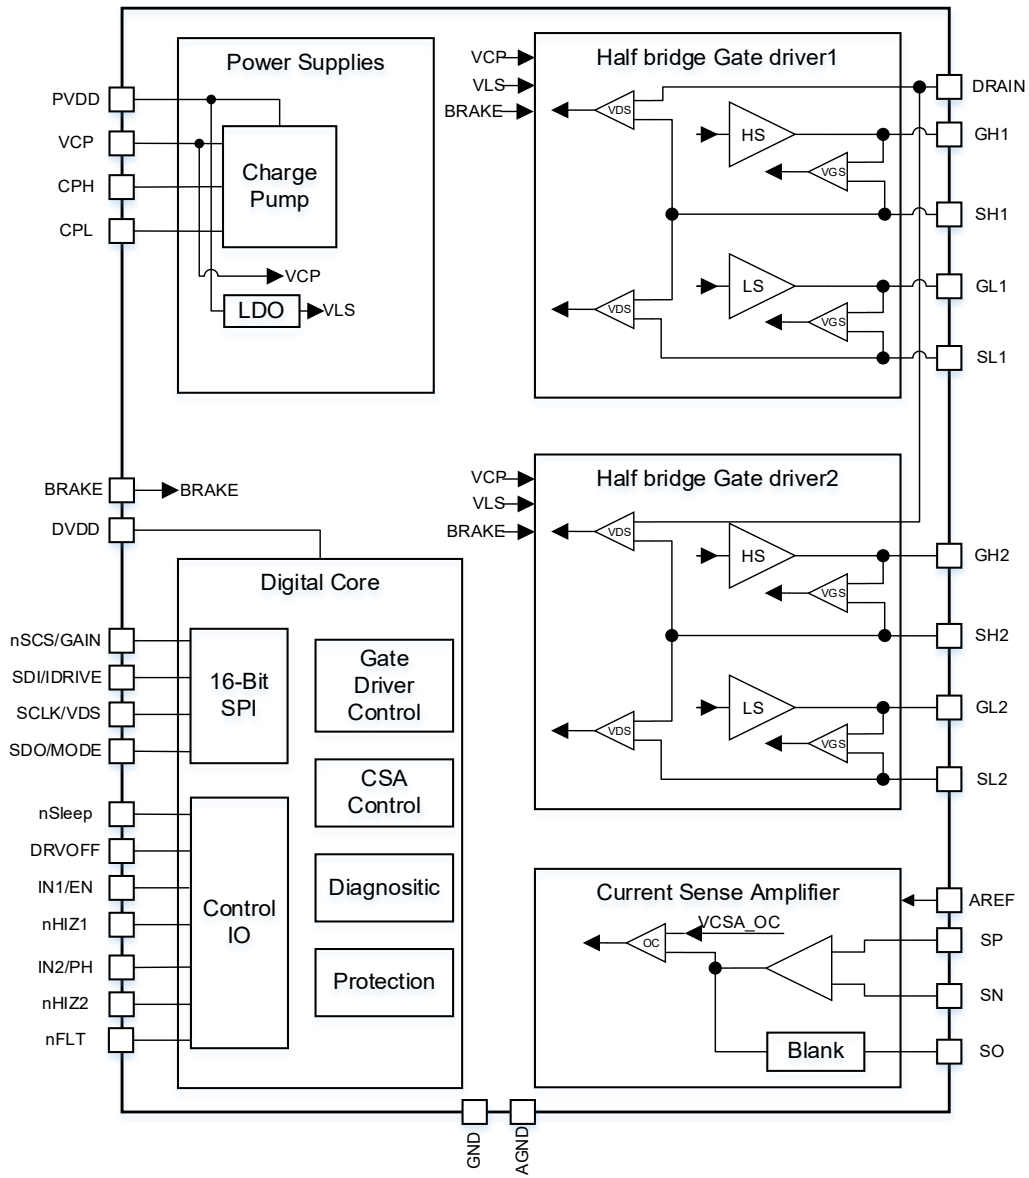 Power Supplies
PVDD
VCP
CPH
CPL
Charge
Pump
VCP
LDO
VLS
Half bridge Gate driver1
VCP
VLS
BRAKE
VDS
HS
VGS
VDS
LS
VGS
DRAIN
GH1
SH1
GL1
SL1
BRAKE
BRAKE
DVDD
Half bridge Gate driver2
VCP
VLS
BRAKE
VDS
HS
VGS
VDS
LS
VGS
GH2
SH2
GL2
SL2
Digital Core
nSCS/GAIN
SDI/IDRIVE
SCLK/VDS
SDO/MODE
16-Bit
SPI
Gate
Driver
Control
CSA
Control
Diagnositic
Protection
nSleep
DRVOFF
IN1/EN
nHIZ1
IN2/PH
nHIZ2
nFLT
Control
IO
Current Sense Amplifier
VCSA_OC
OC
Blank
AREF
SP
SN
SO
GND
AGND